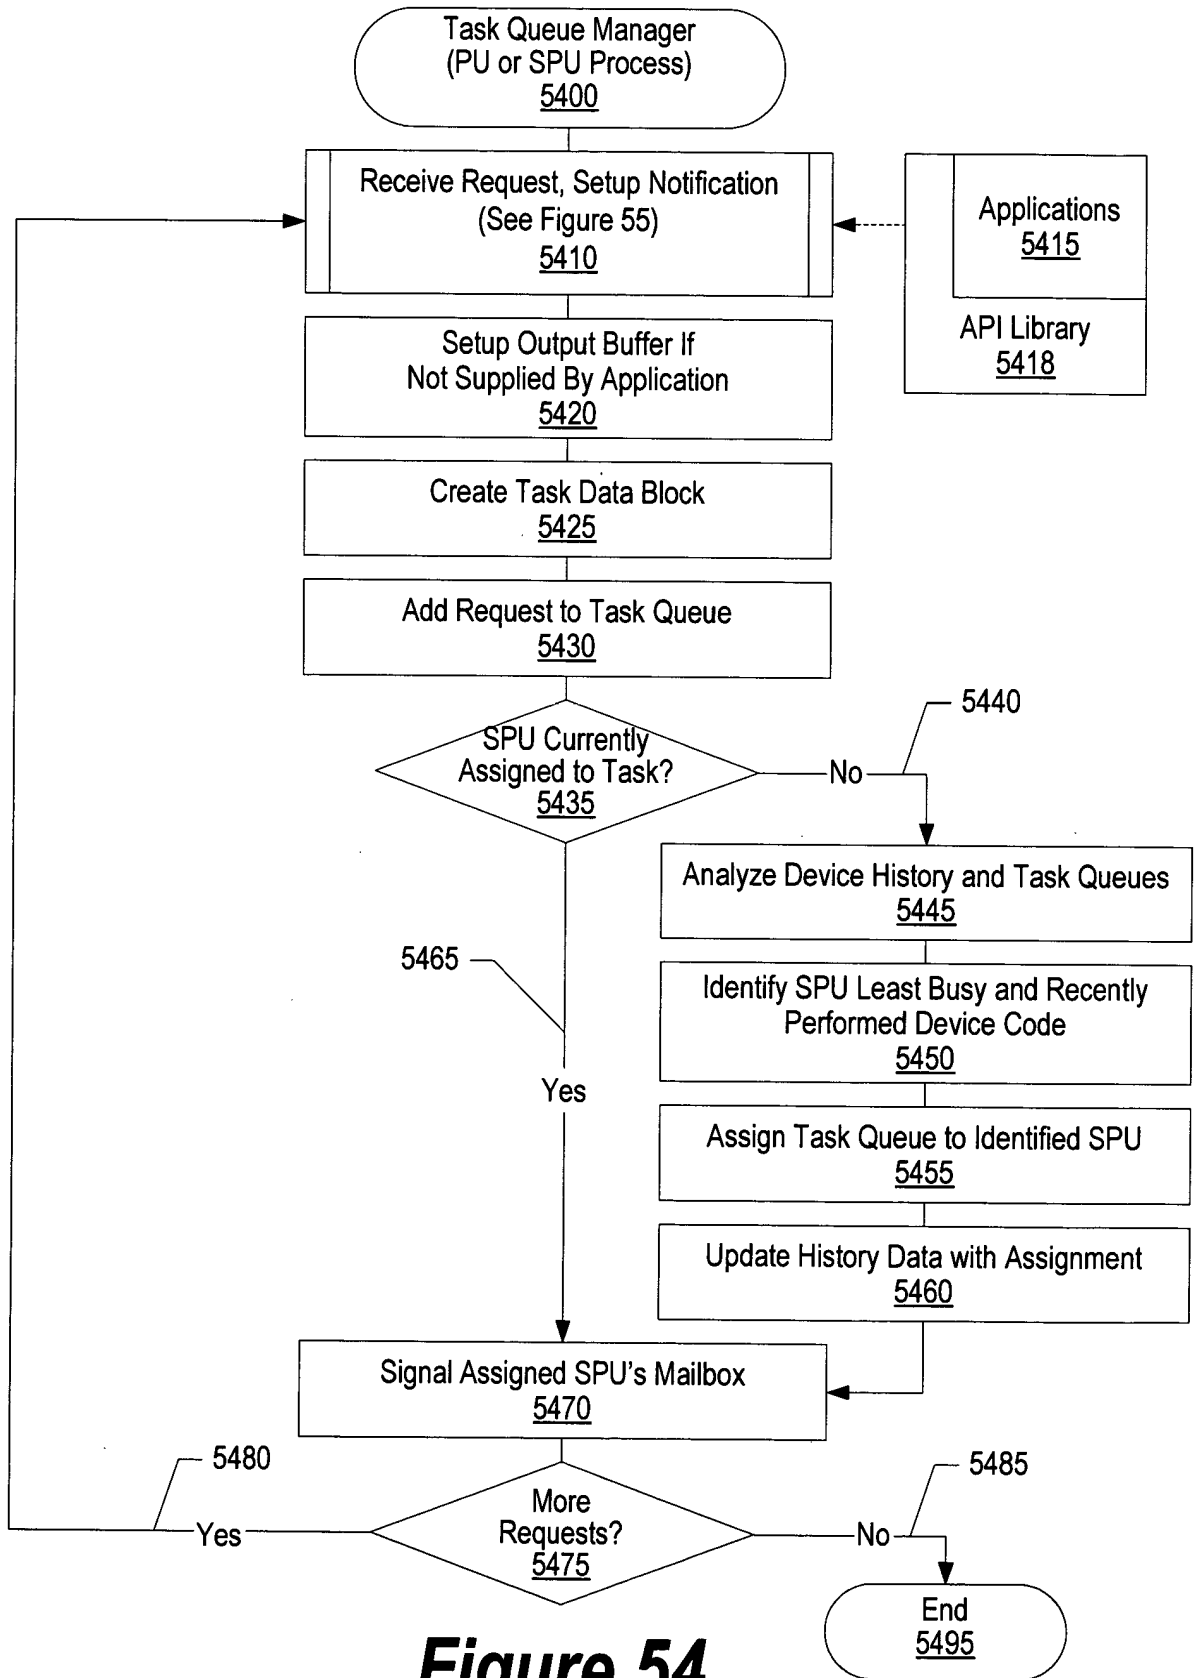 Task Queue Manager
(PU or SPU Process)
5400
Receive Request, Setup Notification
(See Figure 55)
5410
Applications
5415
API Library
5418
Setup Output Buffer If
Not Supplied By Application
5420
Create Task Data Block
5425
Add Request to Task Queue
5430
SPU Currently
Assigned to Task?
5435
No
5440
Analyze Device History and Task Queues
5445
Identify SPU Least Busy and Recently
Performed Device Code
5450
Assign Task Queue to Identified SPU
5455
Update History Data with Assignment
5460
5465
Yes
Signal Assigned SPU's Mailbox
5470
More
Requests?
5475
5480
Yes
No
5485
End
5495
Figure 54